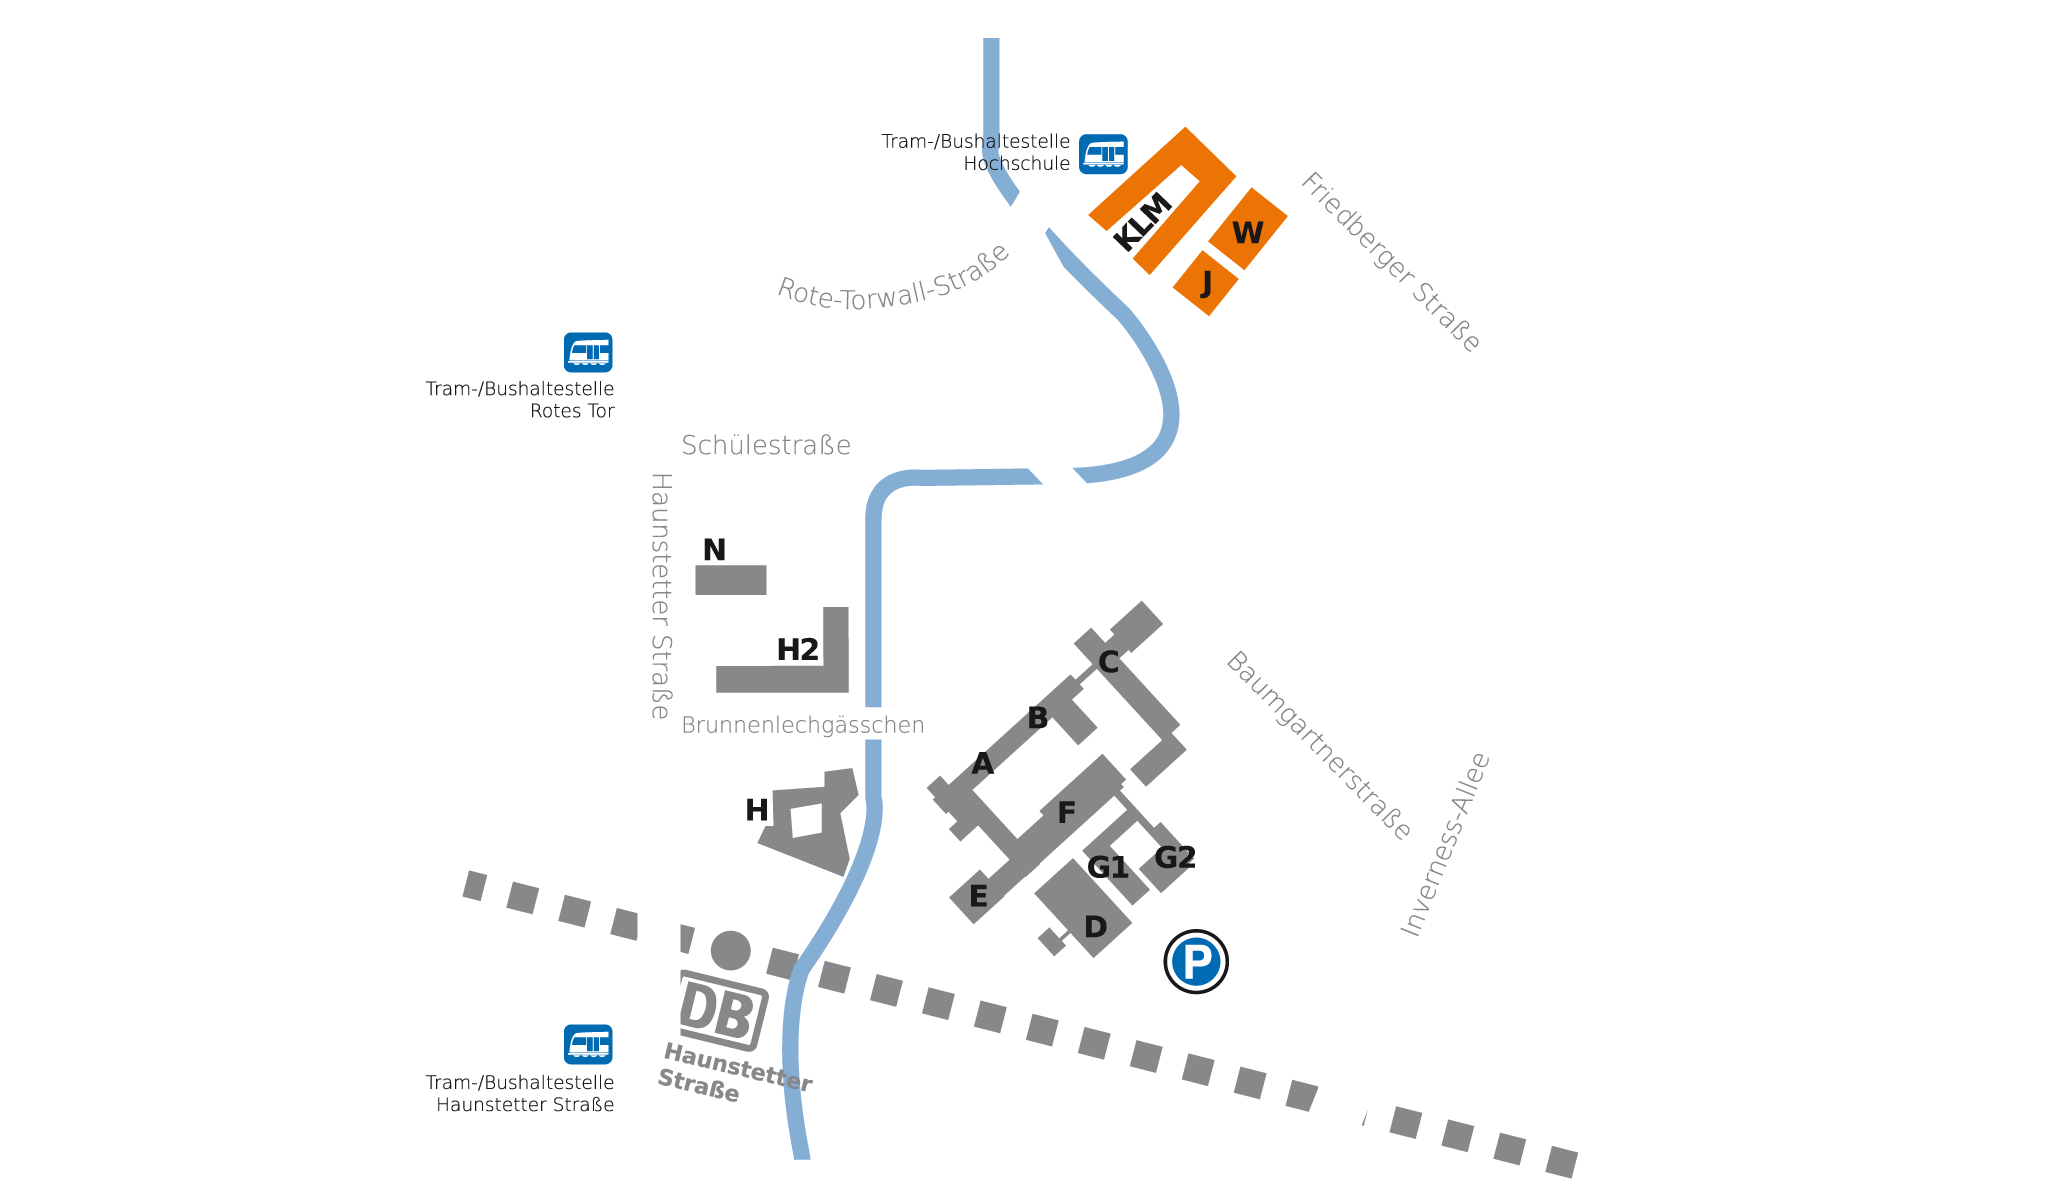 Tram-/Bushaltestelle
Hochschule
KLM
W
J
Friedberger Straße
Rote-Torwall-Straße
Tram-/Bushaltestelle
Rotes Tor
Schülestraße
Haunstetter Straße
N
H2
Brunnenlechgässchen
C
B
A
F
G1
G2
E
D
H
Baumgartnerstraße
Inverness-Allee
P
DB
Haunstetter
Straße
Tram-/Bushaltestelle
Haunstetter Straße